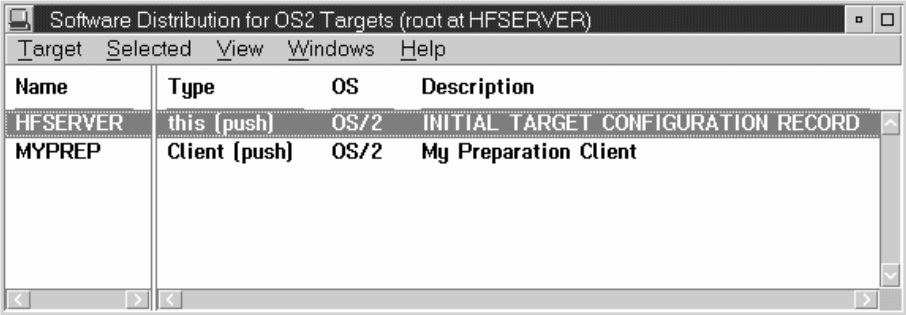 Software Distribution for OS2 Targets (root at HFSERVER)
Target Selected View Windows Help
Name Type OS Description
HFSERVER this (push) OS/2 INITIAL TARGET CONFIGURATION RECORD
MYPREP Client (push) OS/2 My Preparation Client